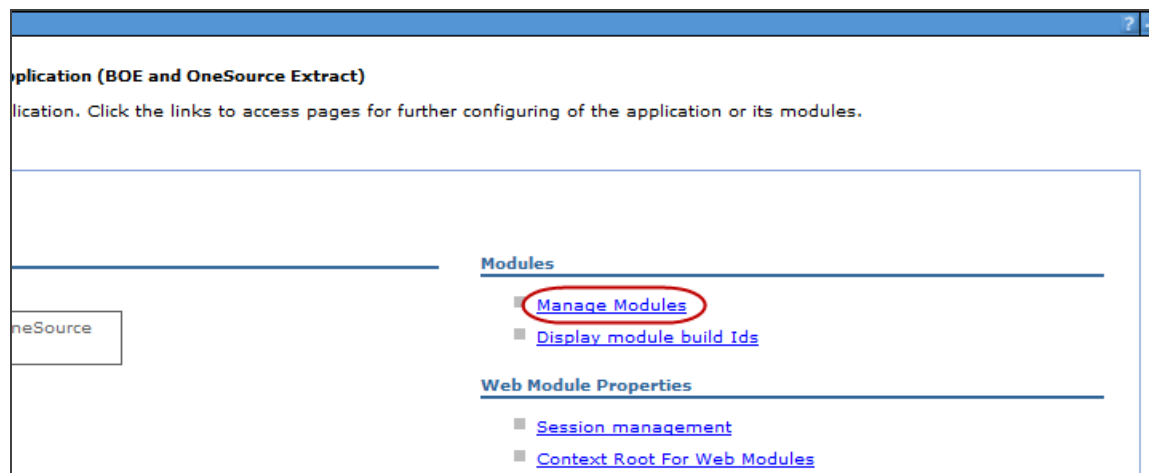 ?
plication (BOE and OneSource Extract)
lication. Click the links to access pages for further configuring of the application or its modules.
Modules
Manage Modules
neSource
Display module build Ids
Web Module Properties
Session management
Context Root For Web Modules